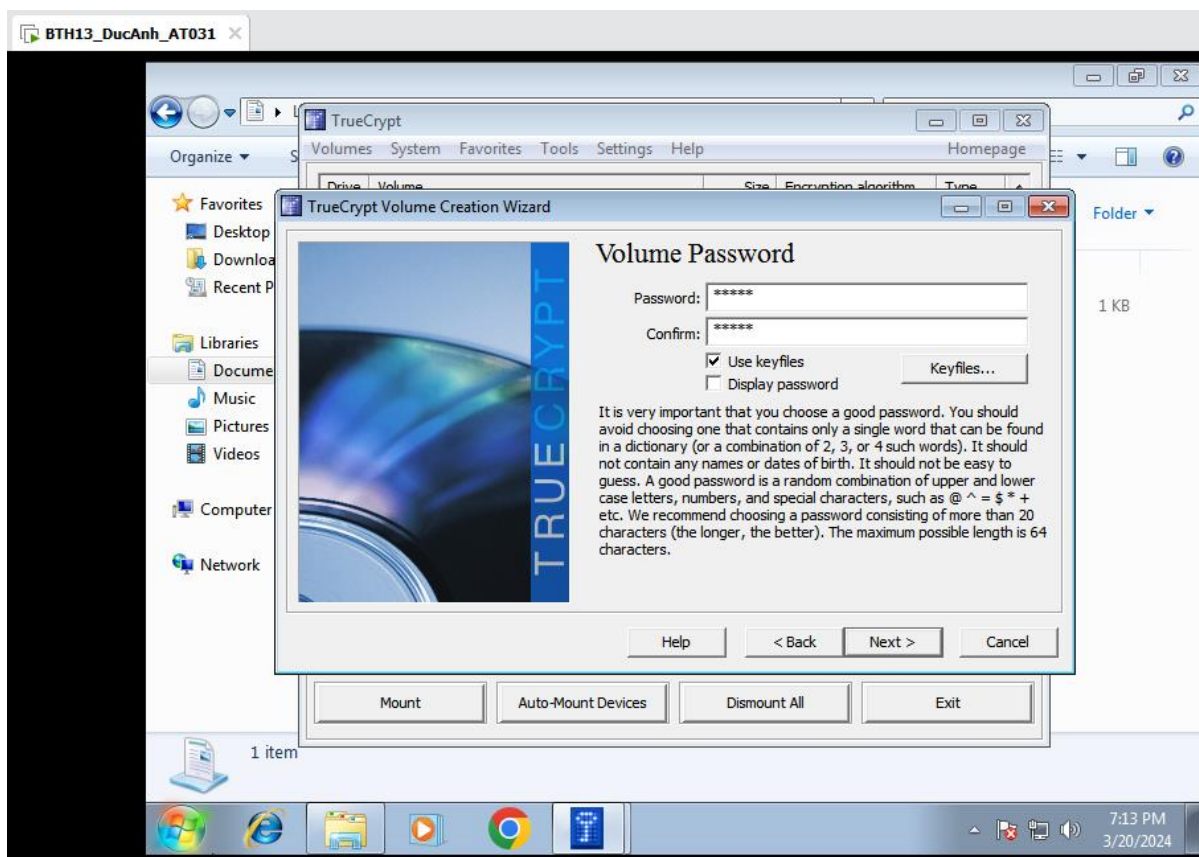 BTH13_DucAnh_AT031
TrueCrypt
Organize
Volumes System Favorites Tools Settings Help Homepage
Drive Volume Size Encryption algorithm Type
Favorites
TrueCrypt Volume Creation Wizard
Folder
Desktop
Downloa
Recent P
Volume Password
Password: *****
1 KB
Confirm: *****
Libraries
Use keyfiles
Keyfiles...
Docume
Display password
Music
Pictures
Videos
Computer
Network
TRUECRYPT
It is very important that you choose a good password. You should
avoid choosing one that contains only a single word that can be found
in a dictionary (or a combination of 2, 3, or 4 such words). It should
not contain any names or dates of birth. It should not be easy to
guess. A good password is a random combination of upper and lower
case letters, numbers, and special characters, such as @ ^ = $ * +
etc. We recommend choosing a password consisting of more than 20
characters (the longer, the better). The maximum possible length is 64
characters.
Help < Back Next > Cancel
Mount Auto-Mount Devices Dismount All Exit
1 item
7:13 PM
3/20/2024